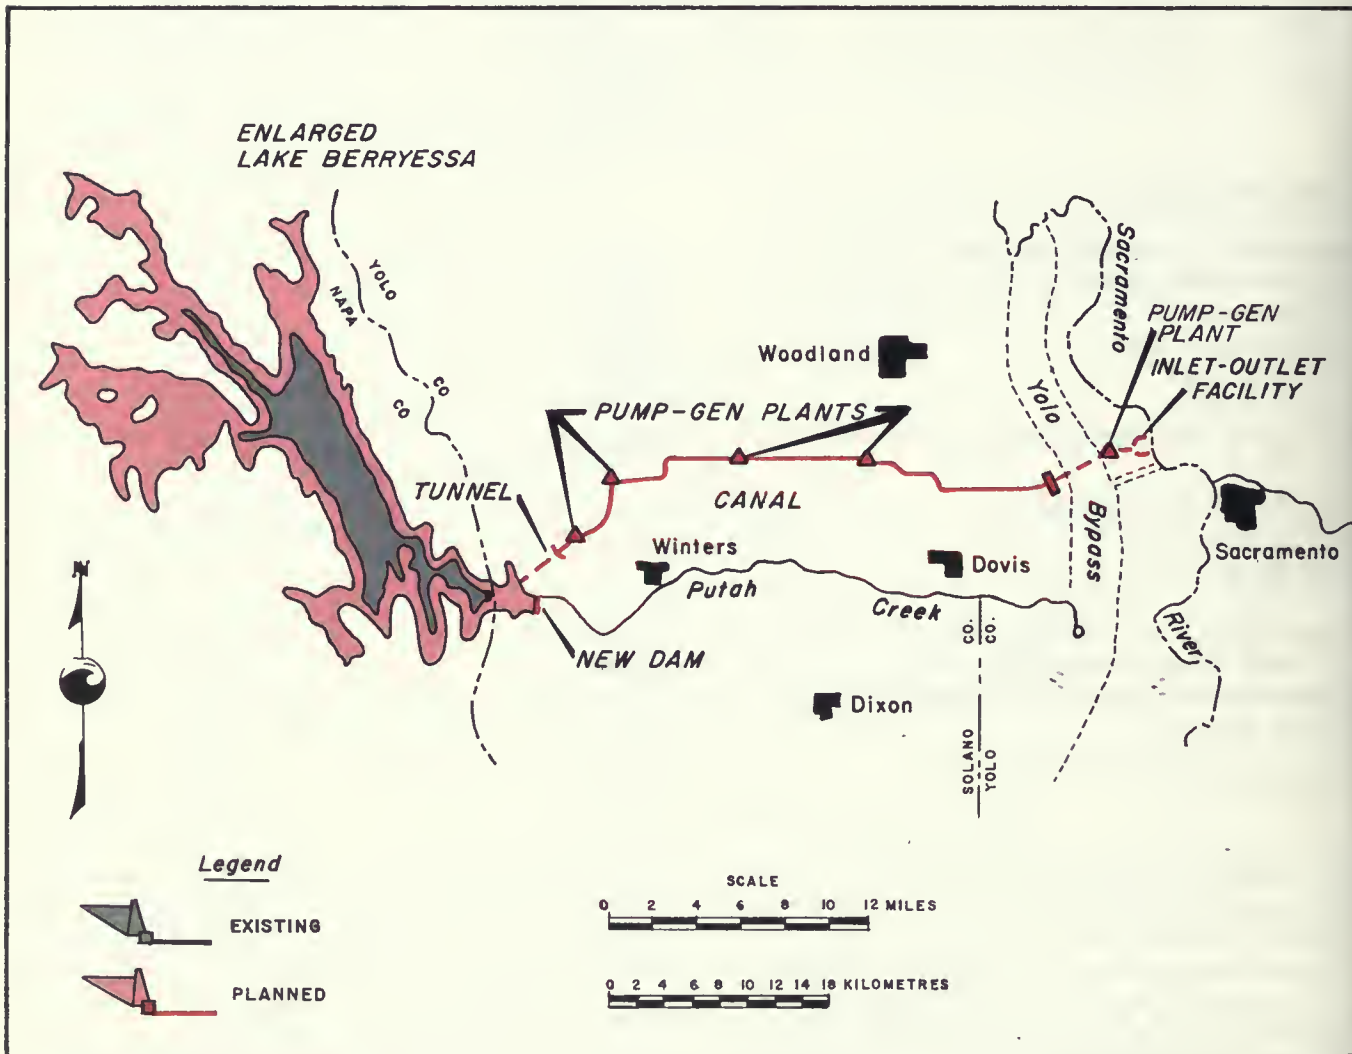 ENLARGED
LAKE BERRYESSA
YOLO
NAPA
CO
CO
Sacramento
PUMP-GEN
PLANT
INLET-OUTLET
FACILITY
Woodland
Yolo
PUMP-GEN PLANTS
TUNNEL
CANAL
Bypass
Winters
Putah
Creek
Dovis
Sacramento
CO.
CO.
River
NEW DAM
N
Dixon
SOLANO
YOLO
Legend
EXISTING
PLANNED
SCALE
0 2 4 6 8 10 12 MILES
0 2 4 6 8 10 12 14 18 KILOMETRES